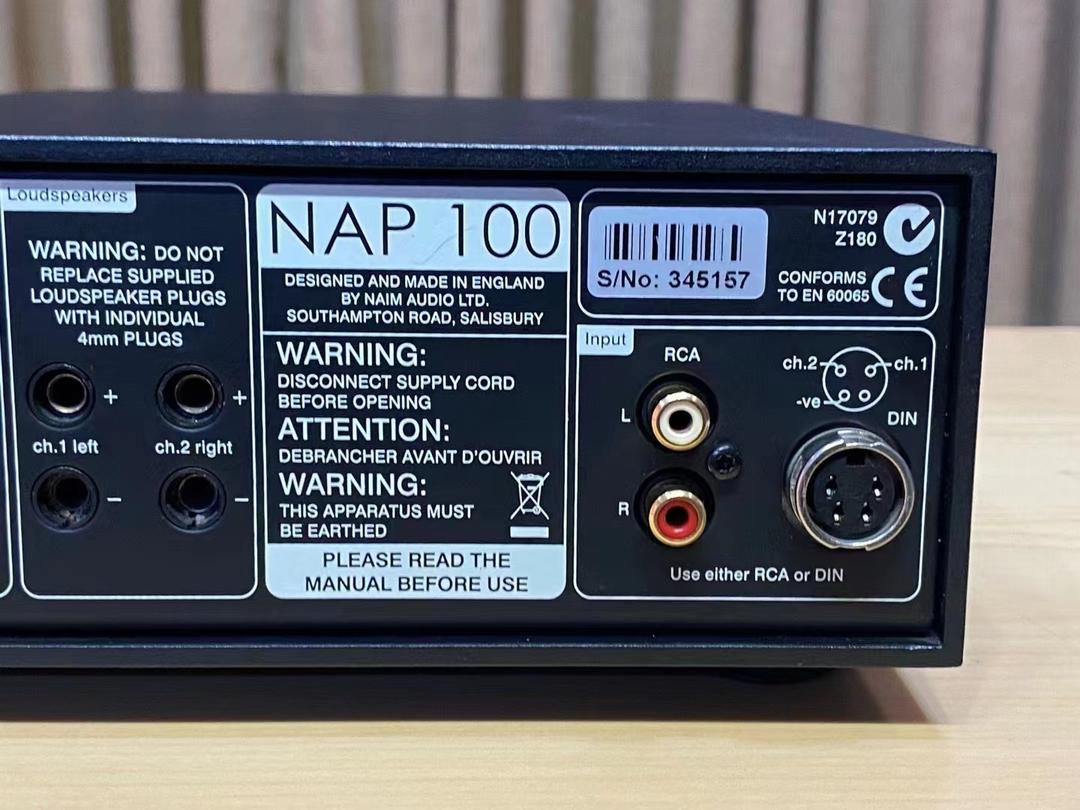 Loudspeakers
WARNING: DO NOT
REPLACE SUPPLIED
LOUDSPEAKER PLUGS
WITH INDIVIDUAL
4mm PLUGS
+
+
ch.1 left
ch.2 right
−
−
NAP 100
DESIGNED AND MADE IN ENGLAND
BY NAIM AUDIO LTD.
SOUTHAMPTON ROAD, SALISBURY
WARNING:
DISCONNECT SUPPLY CORD
BEFORE OPENING
ATTENTION:
DEBRANCHER AVANT D'OUVRIR
WARNING:
THIS APPARATUS MUST
BE EARTHED
PLEASE READ THE
MANUAL BEFORE USE
S/No: 345157
N17079
Z180
CONFORMS
TO EN 60065
CE
Input
RCA
L
R
ch.2
ch.1
-ve
DIN
Use either RCA or DIN